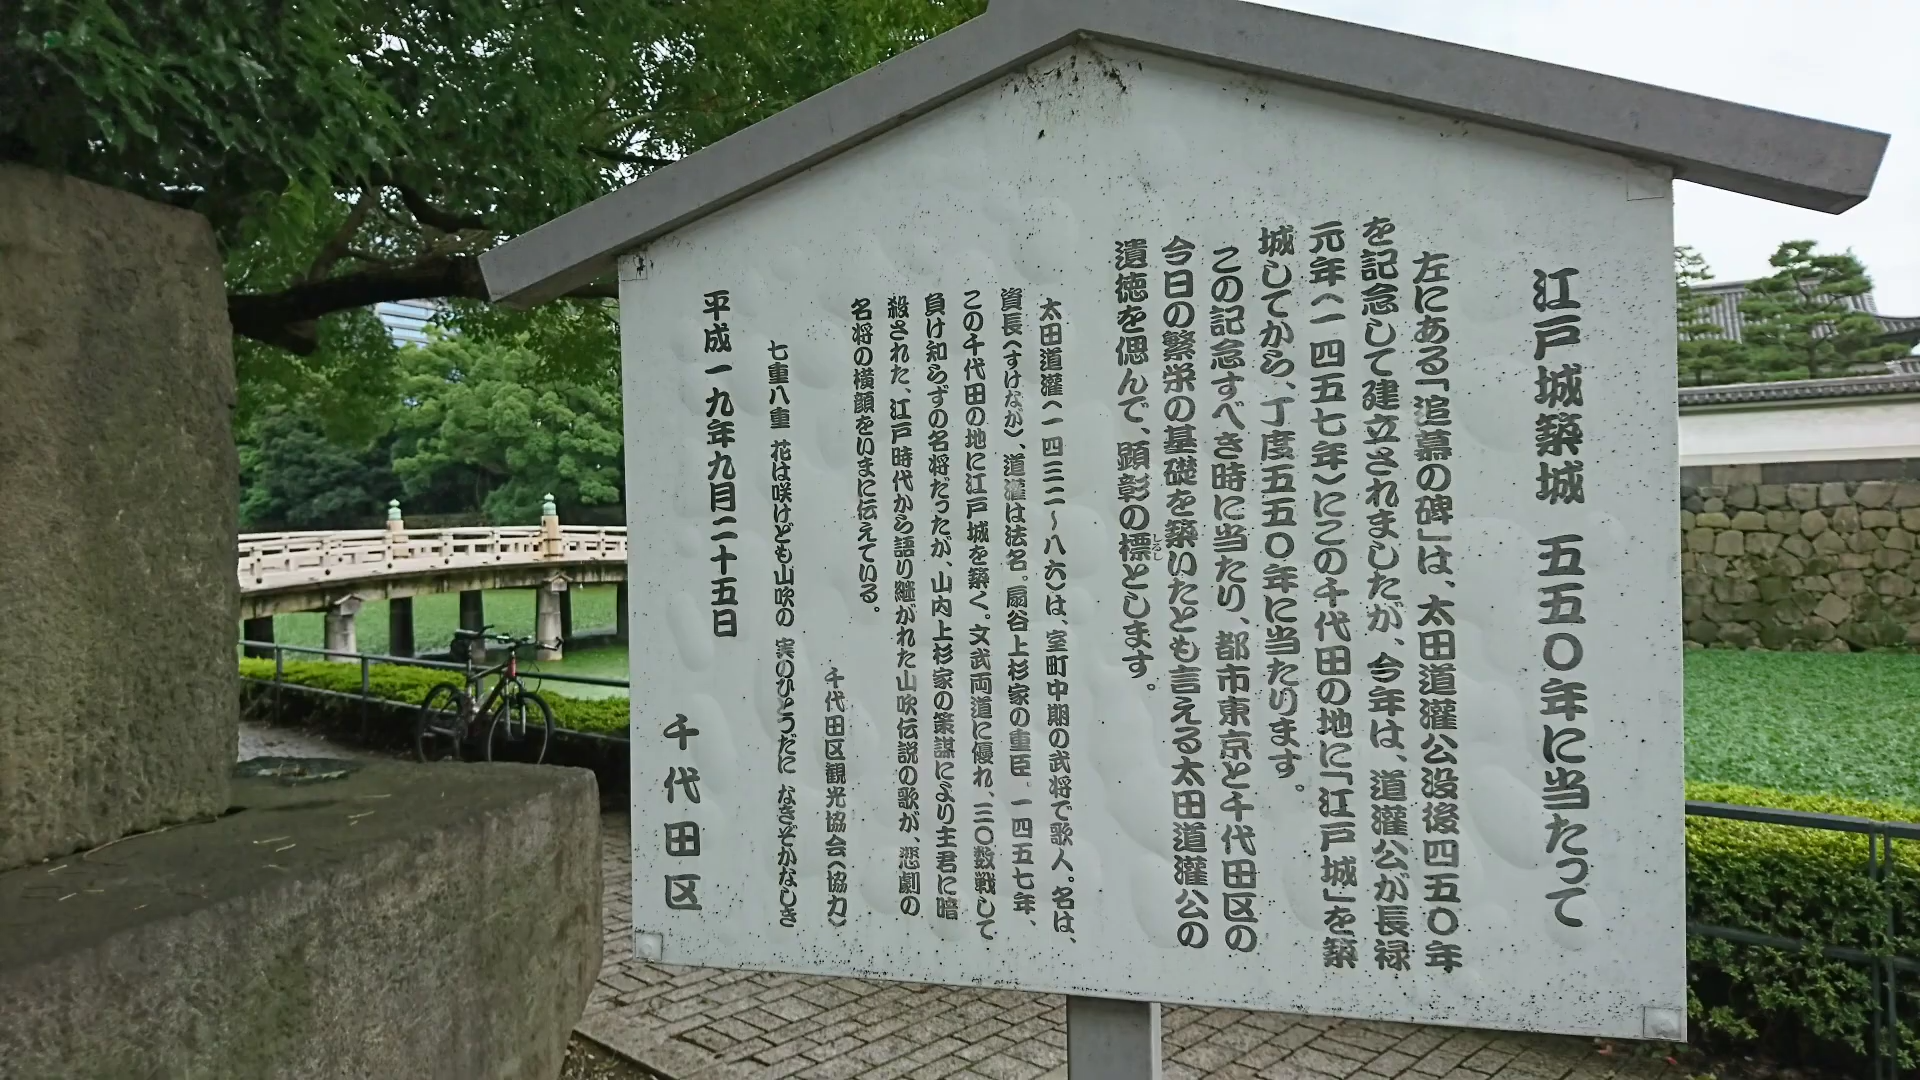 江戸城築城 五五〇年に当たって
左にある「追慕の碑」は、太田道灌公没後四五〇年
を記念して建立されましたが、今年は、道灌公が長禄
元年（一四五七年）にこの千代田の地に「江戸城」を築
城してから、丁度五五〇年に当たります。
この記念すべき時に当たり、都市東京と千代田区の
今日の繁栄の基礎を築いたとも言える太田道灌公の
遺徳を偲んで、顕彰の標しるしとします。
太田道灌（一四三二〜八六）は、室町中期の武将で歌人。名は、
資長（すけなが）、道灌は法名。扇谷上杉家の重臣 一四五七年、
この千代田の地に江戸城を築く。文武両道に優れ、三〇数戦して
負け知らずの名将だったが、山内上杉家の策謀により主君に暗
殺された、江戸時代から語り継がれた山吹伝説の歌が、悲劇の
名将の横顔をいまに伝えている。
千代田区観光協会（協力）
七重八重 花は咲けども山吹の 実のひとつだに なきぞかなしき
平成一九年九月二十五日
千代田区